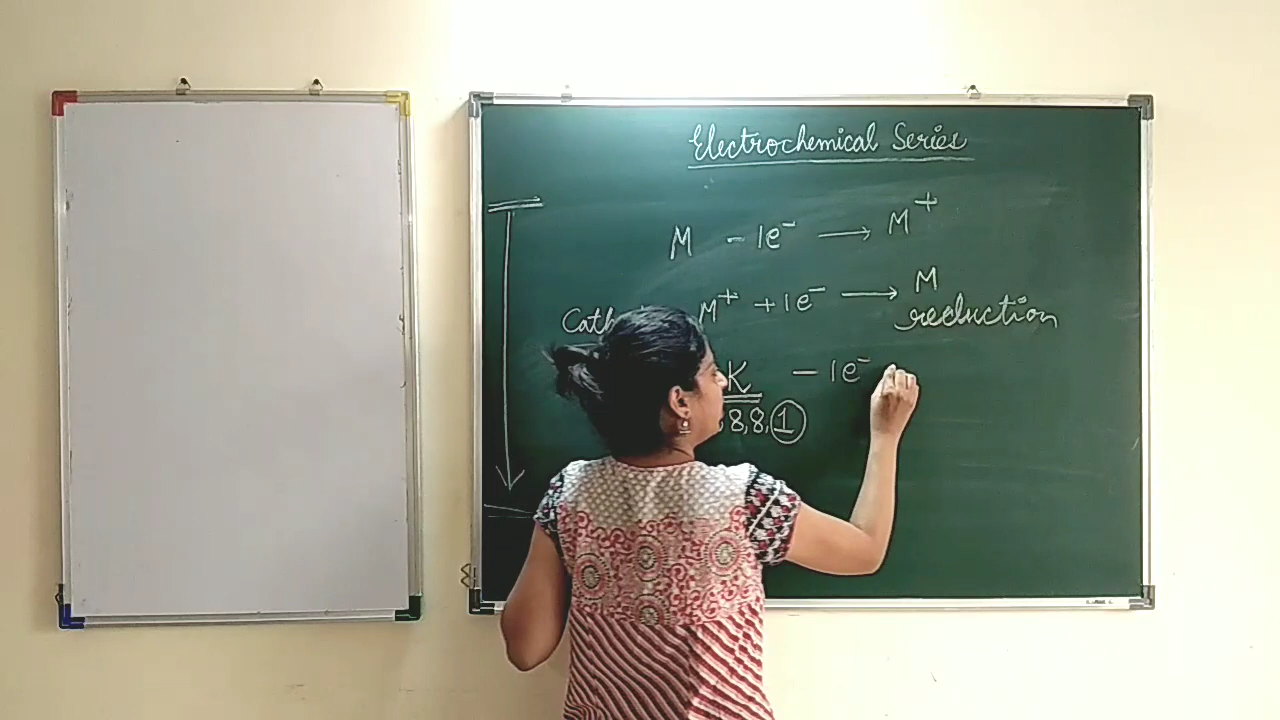 Electrochemical Series
M - 1e⁻ → M⁺
M⁺ + 1e⁻ → M
reduction
K - 1e⁻
8,8,1